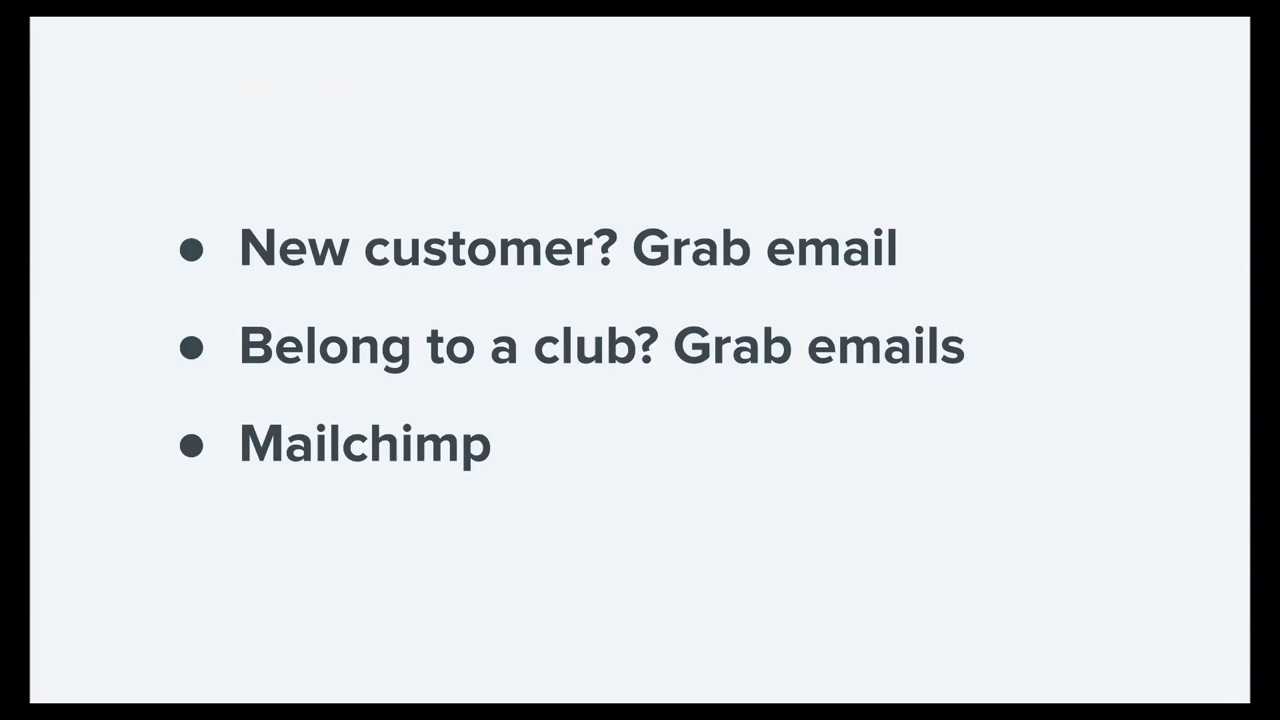 ● New customer? Grab email
● Belong to a club? Grab emails
● Mailchimp